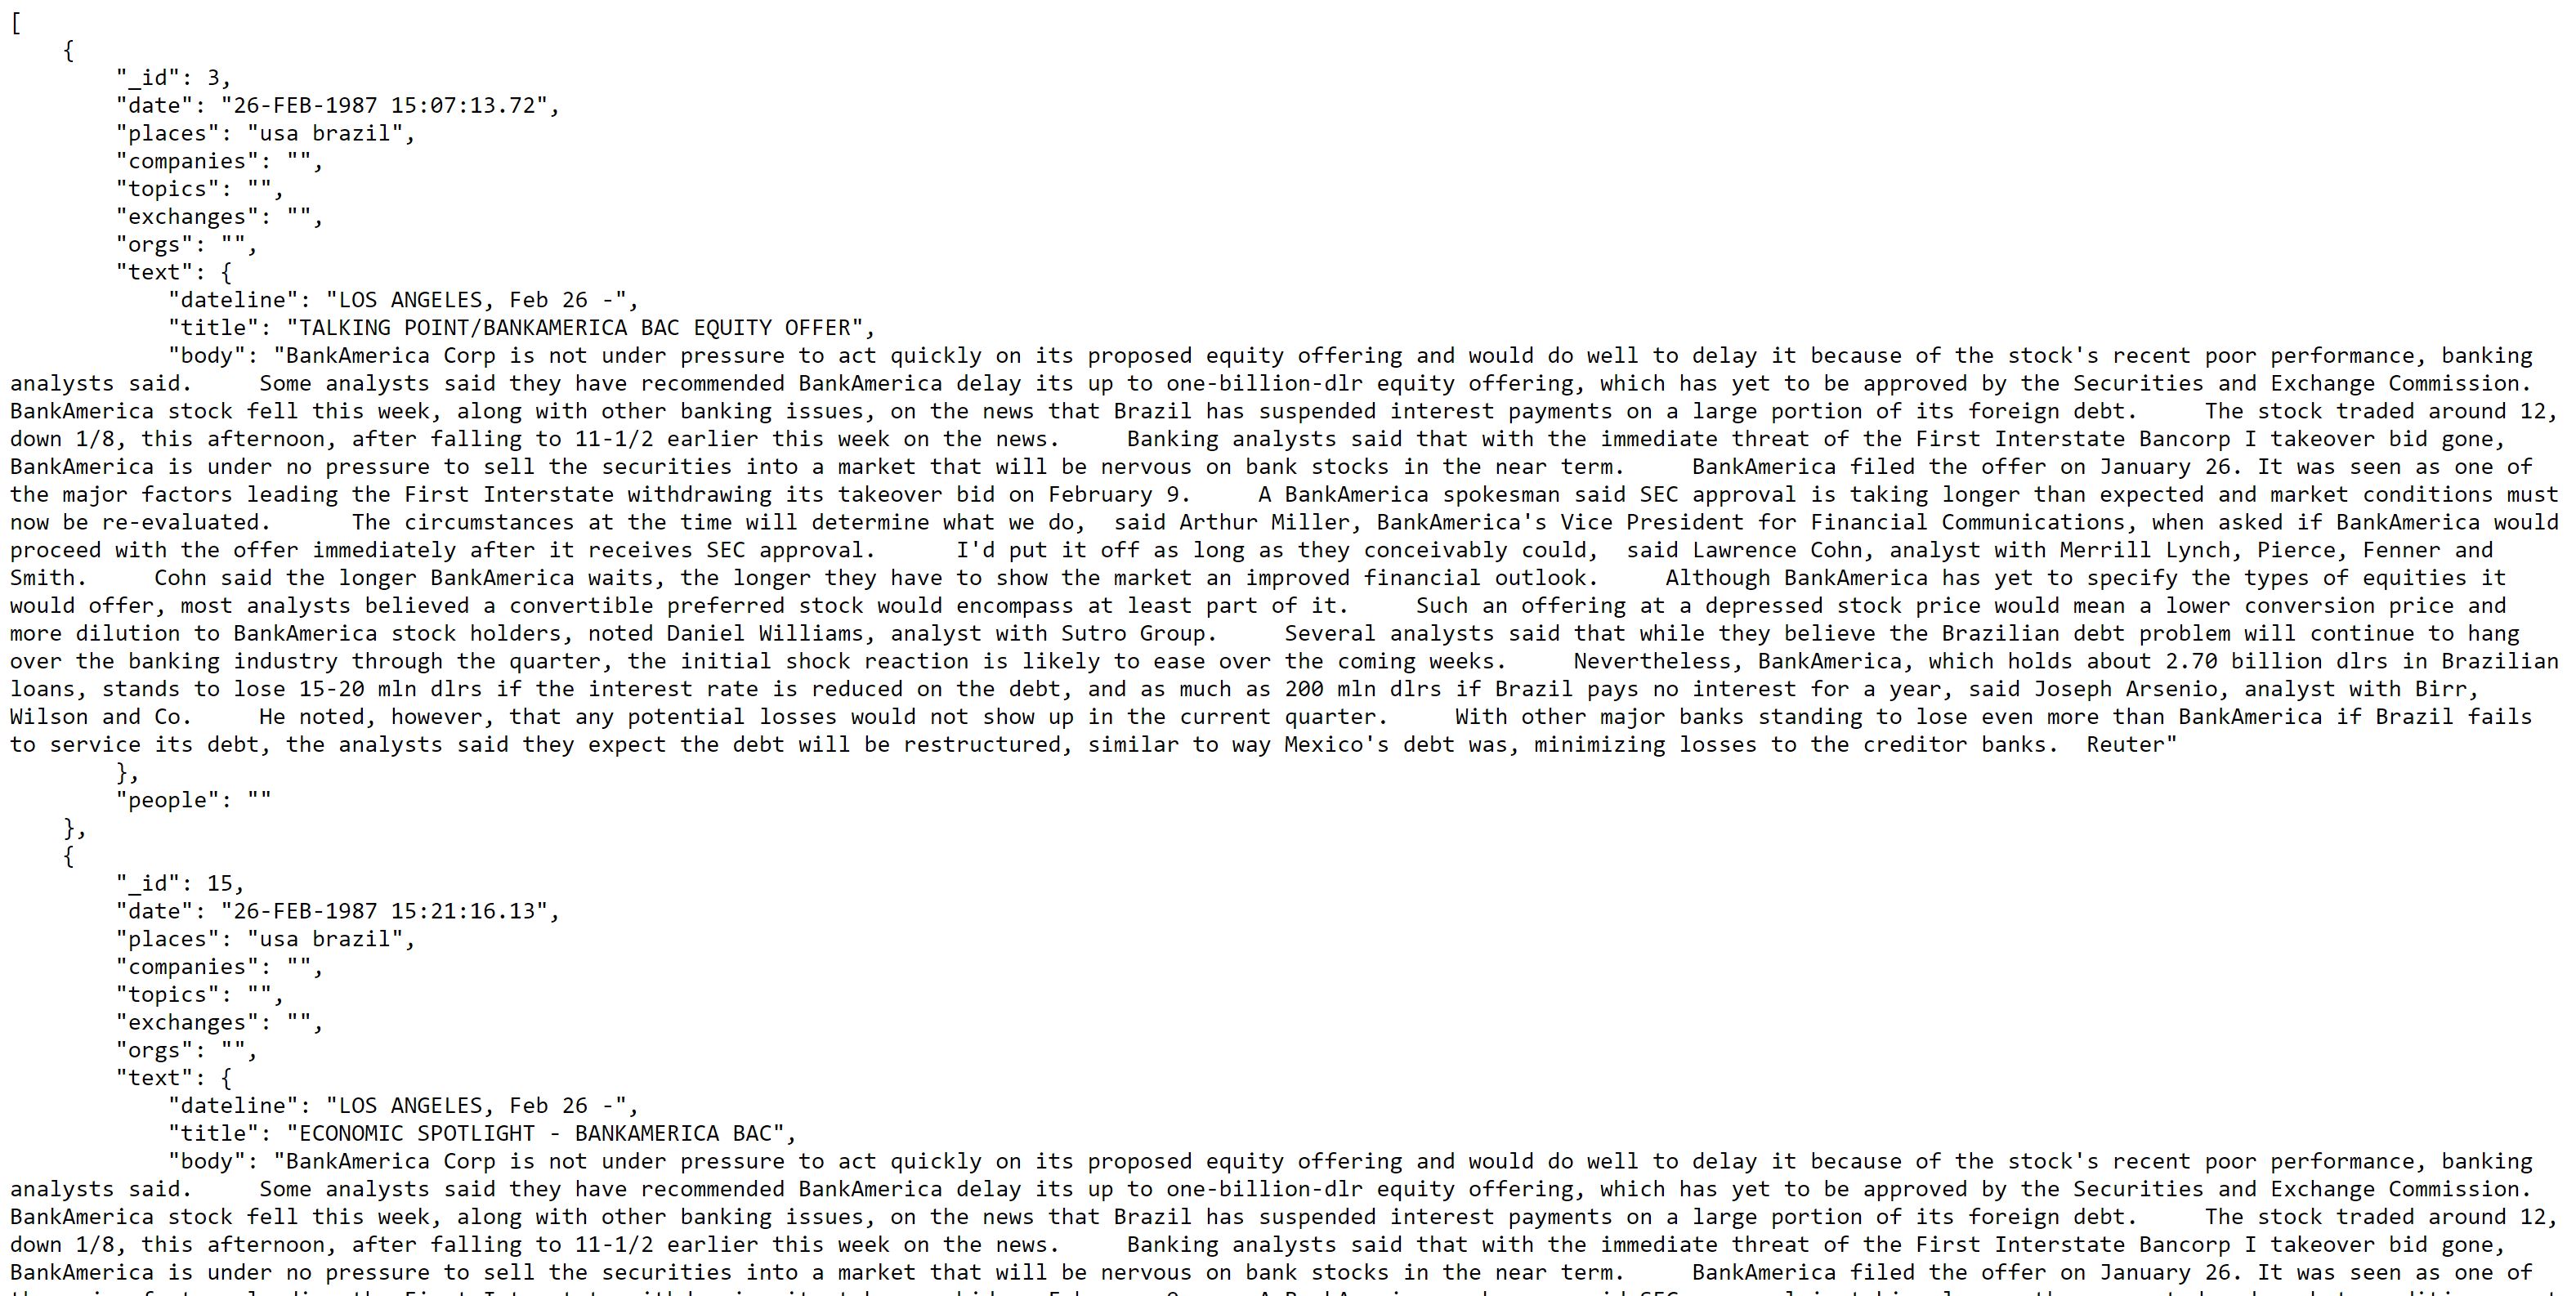 [
    {
        "_id": 3,
        "date": "26-FEB-1987 15:07:13.72",
        "places": "usa brazil",
        "companies": "",
        "topics": "",
        "exchanges": "",
        "orgs": "",
        "text": {
            "dateline": "LOS ANGELES, Feb 26 -",
            "title": "TALKING POINT/BANKAMERICA BAC EQUITY OFFER",
            "body": "BankAmerica Corp is not under pressure to act quickly on its proposed equity offering and would do well to delay it because of the stock's recent poor performance, banking
analysts said.     Some analysts said they have recommended BankAmerica delay its up to one-billion-dlr equity offering, which has yet to be approved by the Securities and Exchange Commission.
BankAmerica stock fell this week, along with other banking issues, on the news that Brazil has suspended interest payments on a large portion of its foreign debt.     The stock traded around 12,
down 1/8, this afternoon, after falling to 11-1/2 earlier this week on the news.     Banking analysts said that with the immediate threat of the First Interstate Bancorp I takeover bid gone,
BankAmerica is under no pressure to sell the securities into a market that will be nervous on bank stocks in the near term.     BankAmerica filed the offer on January 26. It was seen as one of
the major factors leading the First Interstate withdrawing its takeover bid on February 9.     A BankAmerica spokesman said SEC approval is taking longer than expected and market conditions must
now be re-evaluated.      The circumstances at the time will determine what we do,  said Arthur Miller, BankAmerica's Vice President for Financial Communications, when asked if BankAmerica would
proceed with the offer immediately after it receives SEC approval.      I'd put it off as long as they conceivably could,  said Lawrence Cohn, analyst with Merrill Lynch, Pierce, Fenner and
Smith.     Cohn said the longer BankAmerica waits, the longer they have to show the market an improved financial outlook.     Although BankAmerica has yet to specify the types of equities it
would offer, most analysts believed a convertible preferred stock would encompass at least part of it.     Such an offering at a depressed stock price would mean a lower conversion price and
more dilution to BankAmerica stock holders, noted Daniel Williams, analyst with Sutro Group.     Several analysts said that while they believe the Brazilian debt problem will continue to hang
over the banking industry through the quarter, the initial shock reaction is likely to ease over the coming weeks.     Nevertheless, BankAmerica, which holds about 2.70 billion dlrs in Brazilian
loans, stands to lose 15-20 mln dlrs if the interest rate is reduced on the debt, and as much as 200 mln dlrs if Brazil pays no interest for a year, said Joseph Arsenio, analyst with Birr,
Wilson and Co.     He noted, however, that any potential losses would not show up in the current quarter.     With other major banks standing to lose even more than BankAmerica if Brazil fails
to service its debt, the analysts said they expect the debt will be restructured, similar to way Mexico's debt was, minimizing losses to the creditor banks.  Reuter"
        },
        "people": ""
    },
    {
        "_id": 15,
        "date": "26-FEB-1987 15:21:16.13",
        "places": "usa brazil",
        "companies": "",
        "topics": "",
        "exchanges": "",
        "orgs": "",
        "text": {
            "dateline": "LOS ANGELES, Feb 26 -",
            "title": "ECONOMIC SPOTLIGHT - BANKAMERICA BAC",
            "body": "BankAmerica Corp is not under pressure to act quickly on its proposed equity offering and would do well to delay it because of the stock's recent poor performance, banking
analysts said.     Some analysts said they have recommended BankAmerica delay its up to one-billion-dlr equity offering, which has yet to be approved by the Securities and Exchange Commission.
BankAmerica stock fell this week, along with other banking issues, on the news that Brazil has suspended interest payments on a large portion of its foreign debt.     The stock traded around 12,
down 1/8, this afternoon, after falling to 11-1/2 earlier this week on the news.     Banking analysts said that with the immediate threat of the First Interstate Bancorp I takeover bid gone,
BankAmerica is under no pressure to sell the securities into a market that will be nervous on bank stocks in the near term.     BankAmerica filed the offer on January 26. It was seen as one of